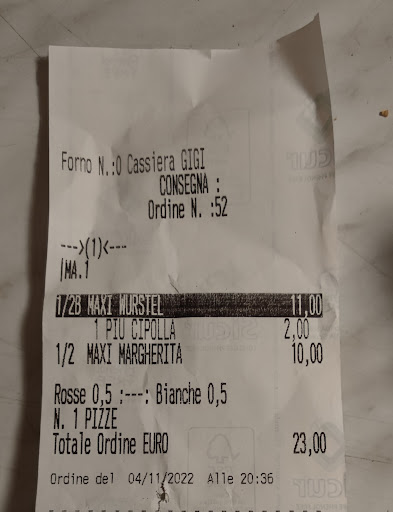 Forno N.:0 Cassiera GIGI
CONSEGNA :
Ordine N. :52
--->(1)<---
/MA.1
1/2B MAXI WURSTEL 11,00
1 PIU CIPOLLA 2,00
1/2 MAXI MARGHERITA 10,00
Rosse 0,5 :---: Bianche 0,5
N. 1 PIZZE
Totale Ordine EURO 23,00
Ordine del 04/11/2022 Alle 20:36